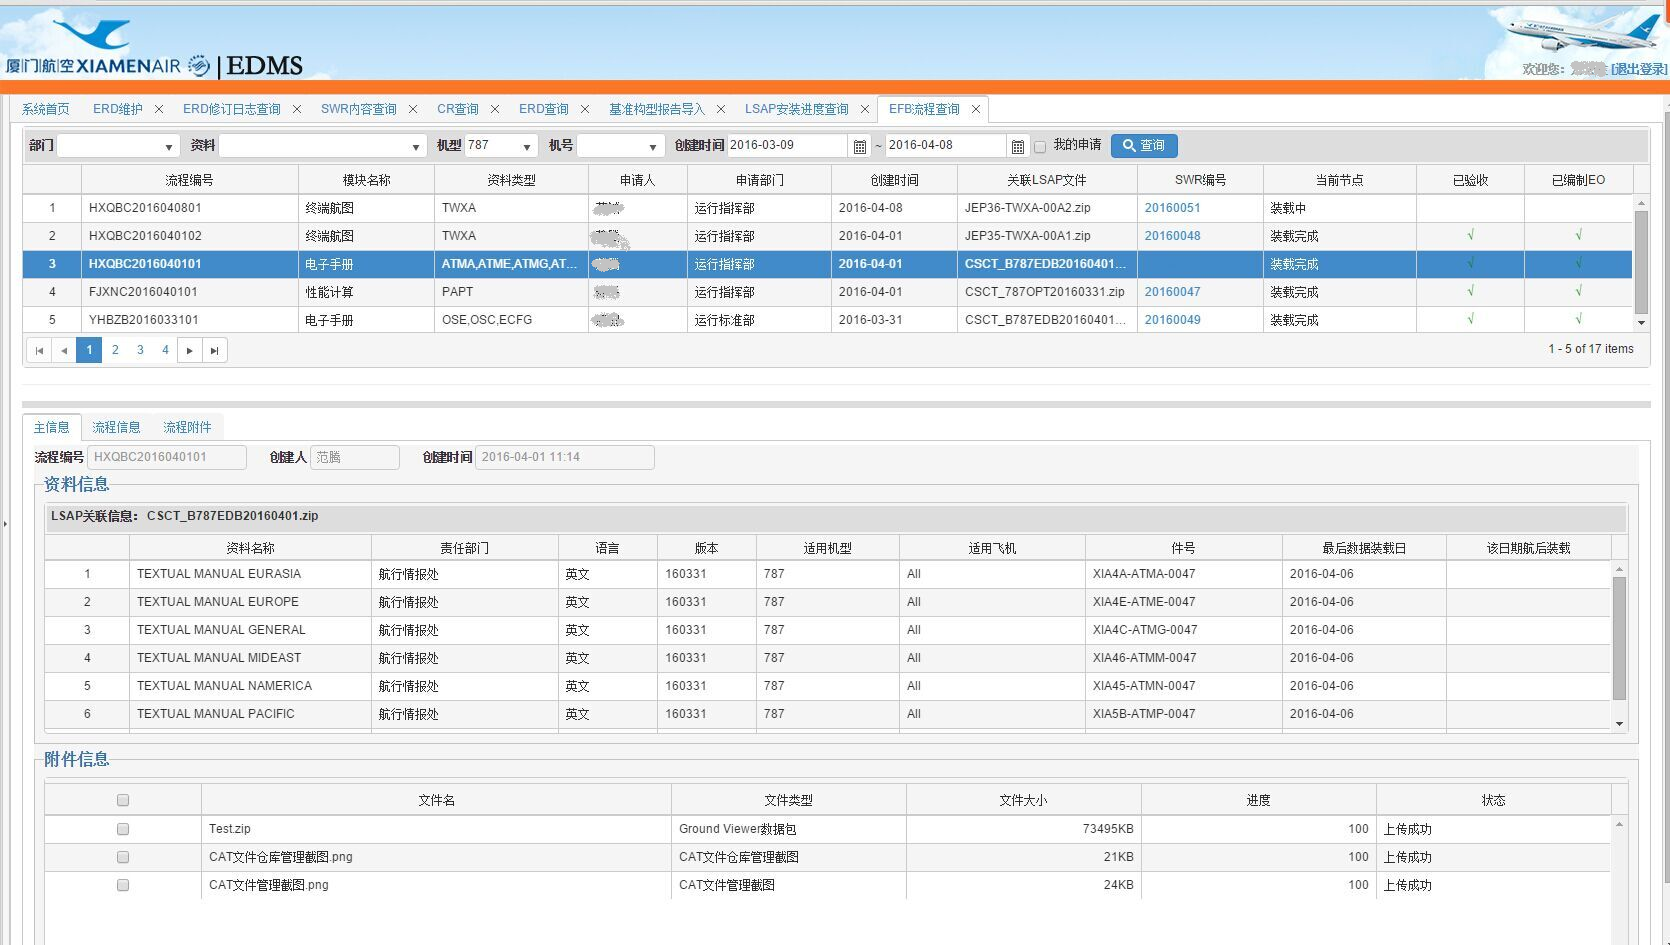 厦门航空 XIAMENAIR | EDMS
欢迎您: [退出登录]
系统首页 ERD维护 ERD修订日志查询 SWR内容查询 CR查询 ERD查询 基准构型报告导入 LSAP安装进度查询 EFB流程查询
部门 资料 机型 787 机号 创建时间 2016-03-09 ~ 2016-04-08 我的申请 查询
流程编号 模块名称 资料类型 申请人 申请部门 创建时间 关联LSAP文件 SWR编号 当前节点 已验收 已编制EO
1 HXQBC2016040801 终端航图 TWXA 运行指挥部 2016-04-08 JEP36-TWXA-00A2.zip 20160051 装载中
2 HXQBC2016040102 终端航图 TWXA 运行指挥部 2016-04-01 JEP35-TWXA-00A1.zip 20160048 装载完成 √ √
3 HXQBC2016040101 电子手册 ATMA,ATME,ATMG,AT... 运行指挥部 2016-04-01 CSCT_B787EDB20160401... 装载完成 √ √
4 FJXNC2016040101 性能计算 PAPT 运行指挥部 2016-04-01 CSCT_787OPT20160331.zip 20160047 装载完成 √ √
5 YHBZB2016033101 电子手册 OSE,OSC,ECFG 运行标准部 2016-03-31 CSCT_B787EDB20160401... 20160049 装载完成 √ √
1 2 3 4 1 - 5 of 17 items
主信息 流程信息 流程附件
流程编号 HXQBC2016040101 创建人 范腾 创建时间 2016-04-01 11:14
资料信息
LSAP关联信息: CSCT_B787EDB20160401.zip
资料名称 责任部门 语言 版本 适用机型 适用飞机 件号 最后数据装载日 该日期航后装载
1 TEXTUAL MANUAL EURASIA 航行情报处 英文 160331 787 All XIA4A-ATMA-0047 2016-04-06
2 TEXTUAL MANUAL EUROPE 航行情报处 英文 160331 787 All XIA4E-ATME-0047 2016-04-06
3 TEXTUAL MANUAL GENERAL 航行情报处 英文 160331 787 All XIA4C-ATMG-0047 2016-04-06
4 TEXTUAL MANUAL MIDEAST 航行情报处 英文 160331 787 All XIA46-ATMM-0047 2016-04-06
5 TEXTUAL MANUAL NAMERICA 航行情报处 英文 160331 787 All XIA45-ATMN-0047 2016-04-06
6 TEXTUAL MANUAL PACIFIC 航行情报处 英文 160331 787 All XIA5B-ATMP-0047 2016-04-06
附件信息
文件名 文件类型 文件大小 进度 状态
Test.zip Ground Viewer数据包 73495KB 100 上传成功
CAT文件仓库管理截图.png CAT文件仓库管理截图 21KB 100 上传成功
CAT文件管理截图.png CAT文件管理截图 24KB 100 上传成功